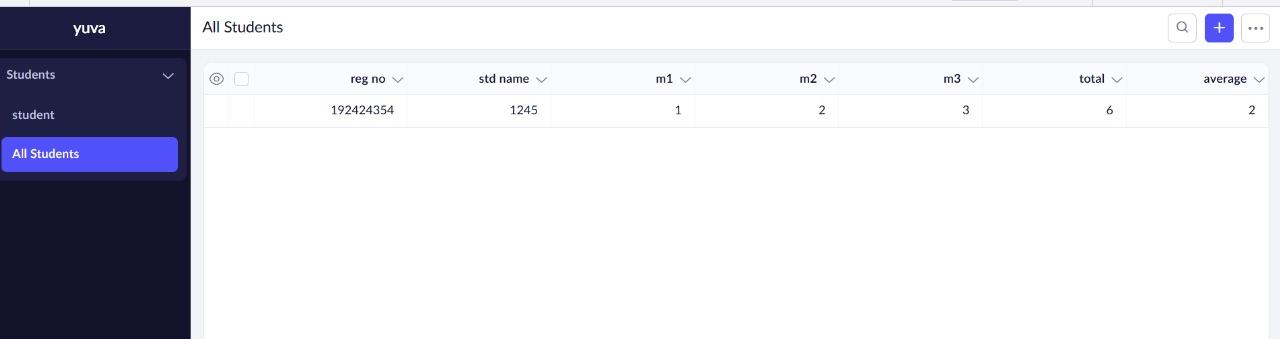 yuva
All Students
Students
student
All Students
reg no std name m1 m2 m3 total average
192424354 1245 1 2 3 6 2